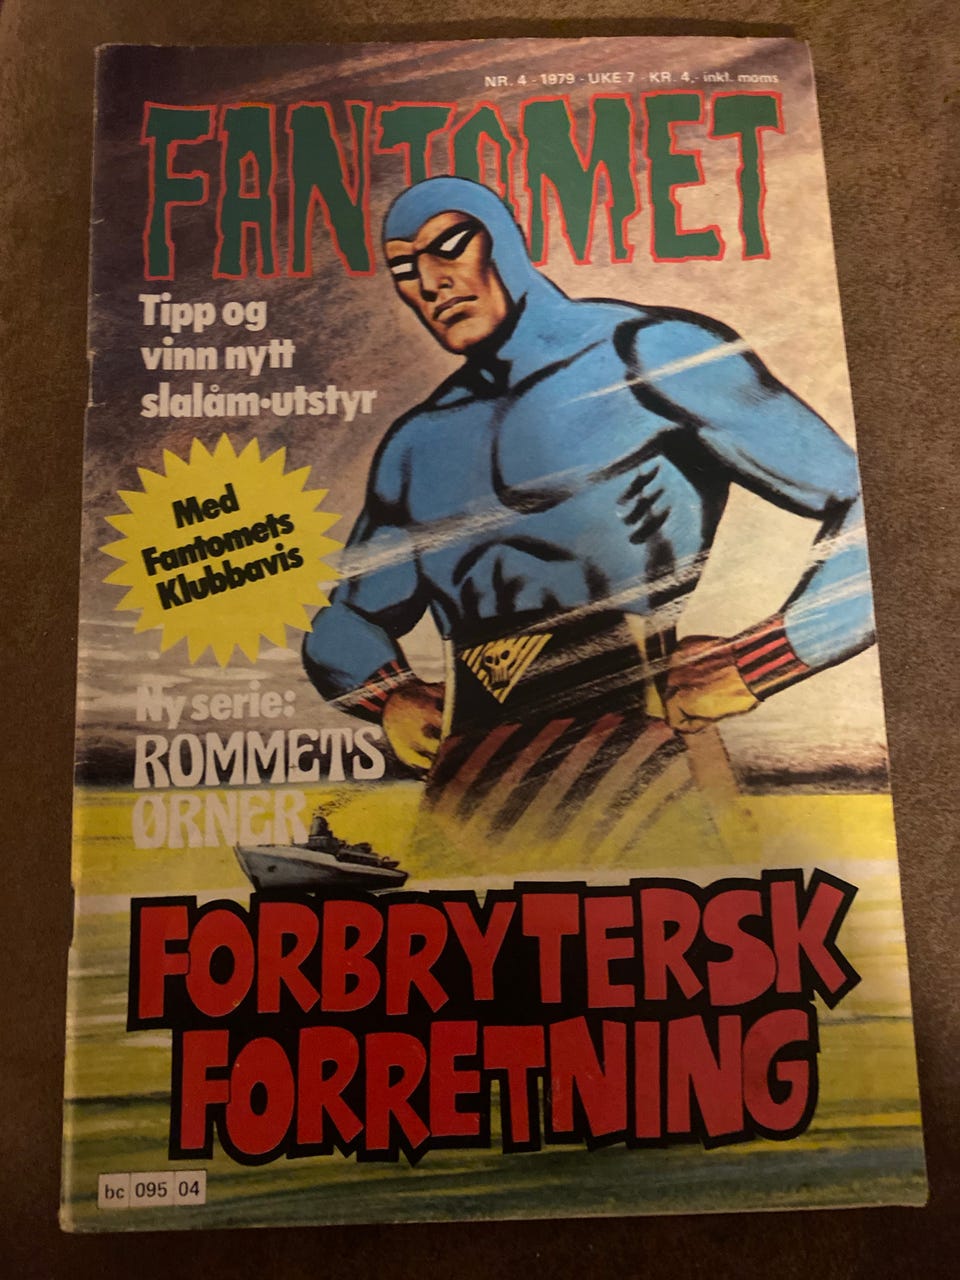 NR. 4 - 1979 - UKE 7 - KR. 4,- inkl. moms
FANTOMET
Tipp og
vinn nytt
slalåm-utstyr
Med
Fantomets
Klubbavis
Ny serie:
ROMMETS
ØRNER
FORBRYTERSK
FORRETNING
bc 095 04